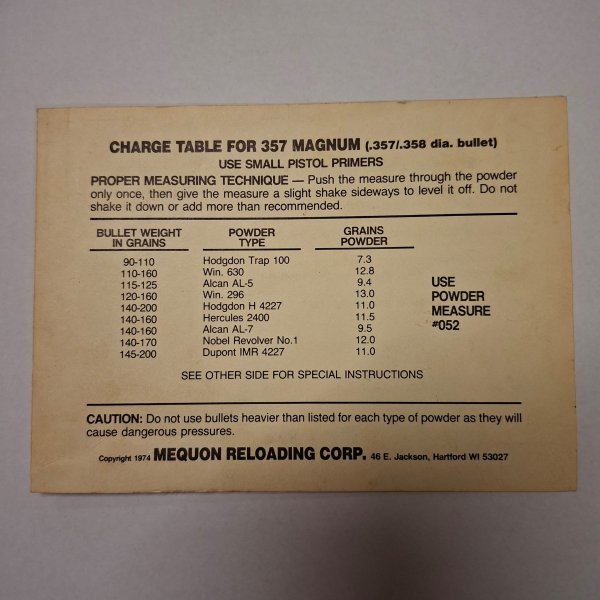 CHARGE TABLE FOR 357 MAGNUM (.357/.358 dia. bullet)
USE SMALL PISTOL PRIMERS
PROPER MEASURING TECHNIQUE — Push the measure through the powder
only once, then give the measure a slight shake sideways to level it off. Do not
shake it down or add more than recommended.
BULLET WEIGHT IN GRAINS POWDER TYPE GRAINS POWDER
90-110 Hodgdon Trap 100 7.3
110-160 Win. 630 12.8
115-125 Alcan AL-5 9.4
120-160 Win. 296 13.0
140-200 Hodgdon H 4227 11.0
140-160 Hercules 2400 11.5
140-160 Alcan AL-7 9.5
140-170 Nobel Revolver No.1 12.0
145-200 Dupont IMR 4227 11.0
USE
POWDER
MEASURE
#052
SEE OTHER SIDE FOR SPECIAL INSTRUCTIONS
CAUTION: Do not use bullets heavier than listed for each type of powder as they will
cause dangerous pressures.
Copyright 1974 MEQUON RELOADING CORP. 46 E. Jackson, Hartford WI 53027